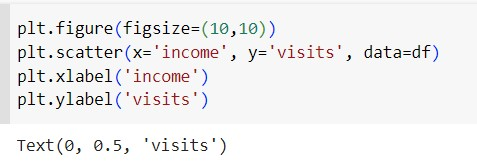 plt.figure(figsize=(10,10))
plt.scatter(x='income', y='visits', data=df)
plt.xlabel('income')
plt.ylabel('visits')
Text(0, 0.5, 'visits')